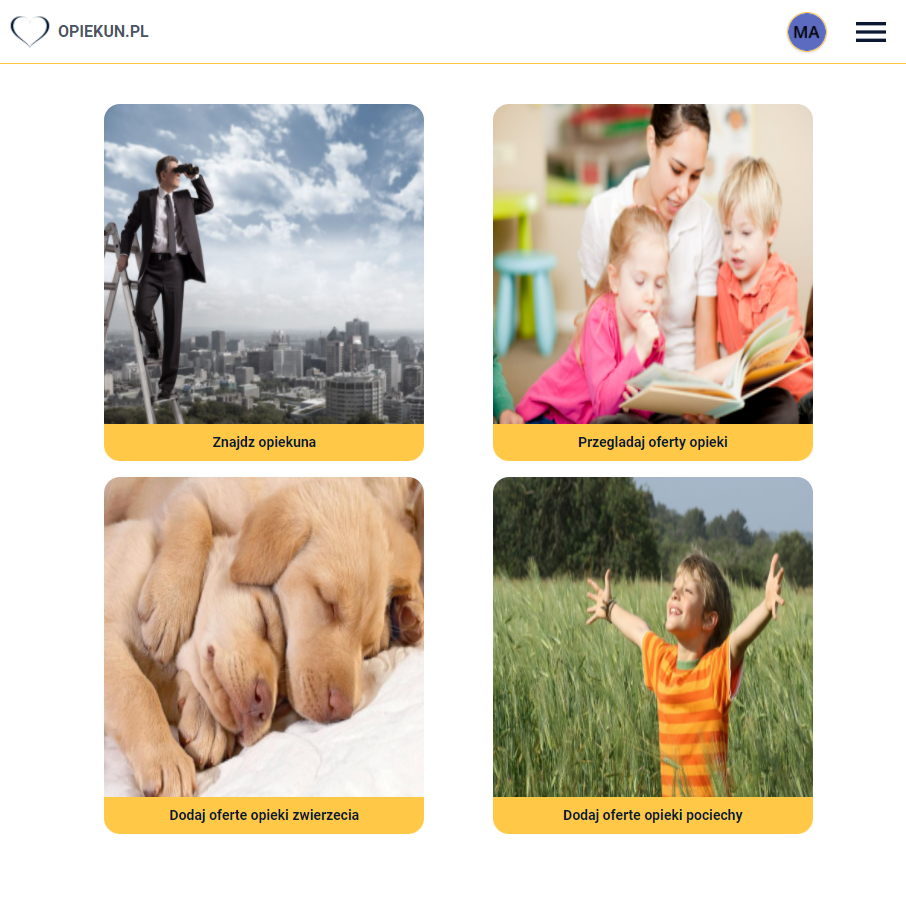 OPIEKUN.PL
MA
Znajdz opiekuna
Przegladaj oferty opieki
Dodaj oferte opieki zwierzecia
Dodaj oferte opieki pociechy